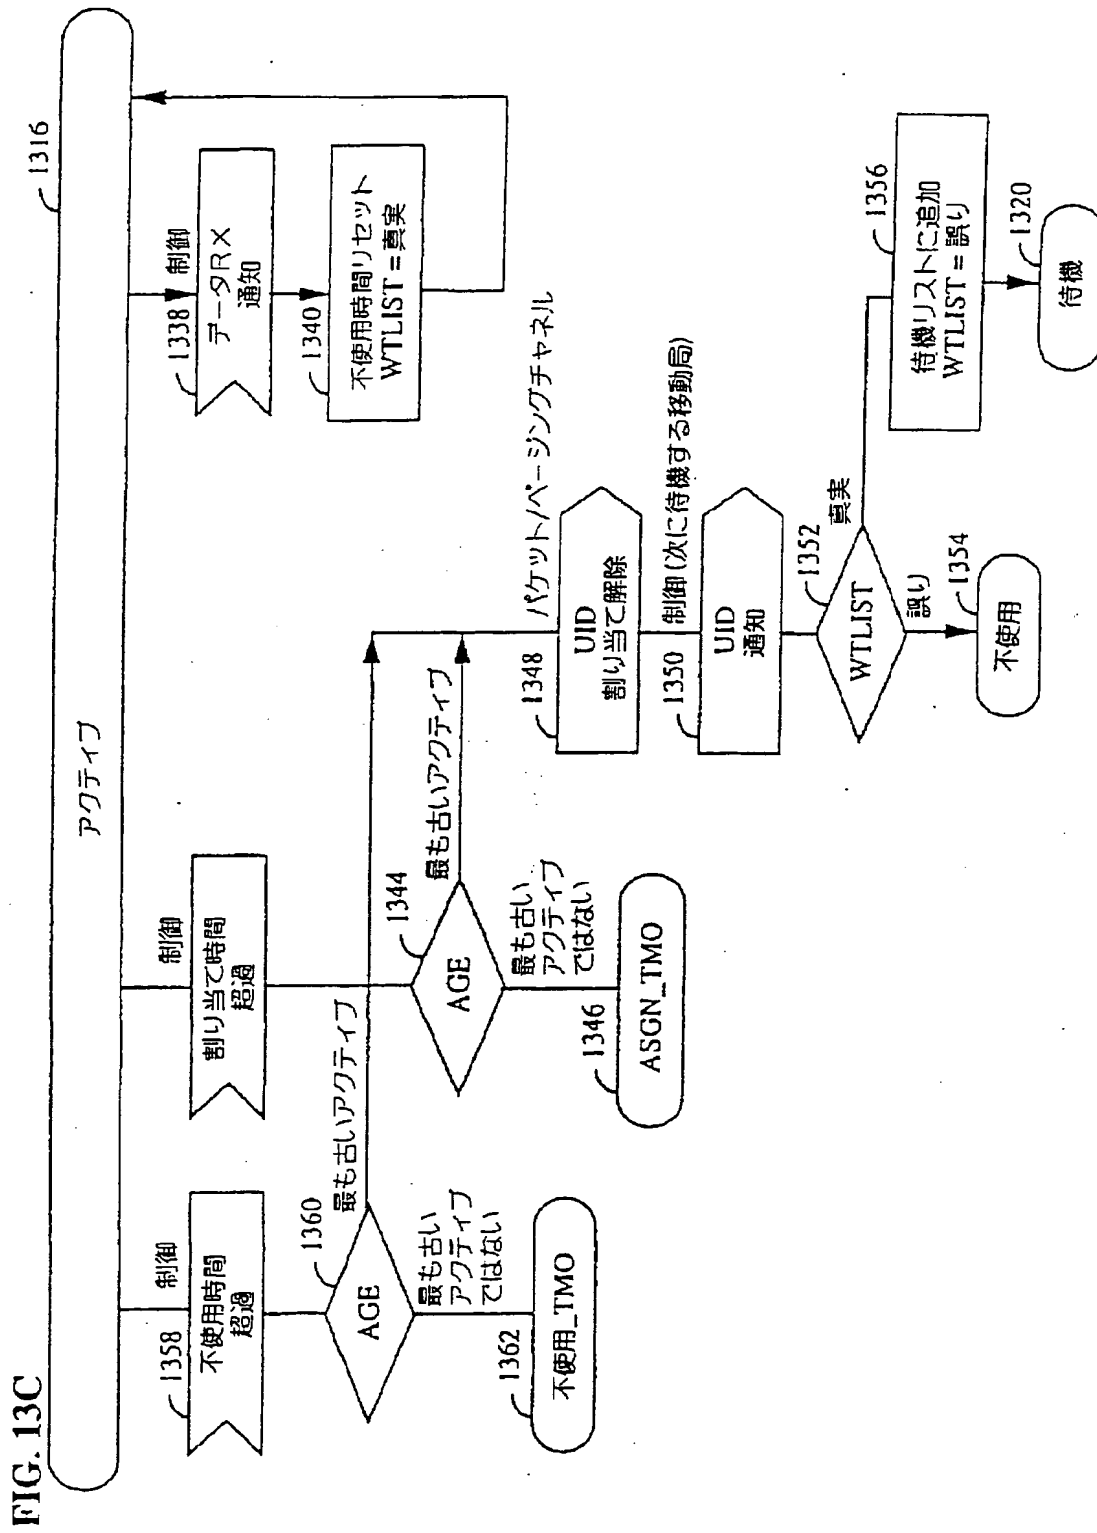 FIG. 13C
アクティブ
1316
制御
1358
不使用時間
超過
1360
AGE
最も古いアクティブ
最も古い
アクティブ
ではない
1362
不使用_TMO
制御
割り当て時間
超過
1344
AGE
最も古いアクティブ
最も古い
アクティブ
ではない
1346
ASGN_TMO
制御
1338
データRX
通知
1340
不使用時間リセット
WTLIST=真実
パケット/ページングチャネル
1348
UID
割り当て解除
制御(次に待機する移動局)
1350
UID
通知
1352
WTLIST
真実
誤り
1354
不使用
1356
待機リストに追加
WTLIST=誤り
1320
待機